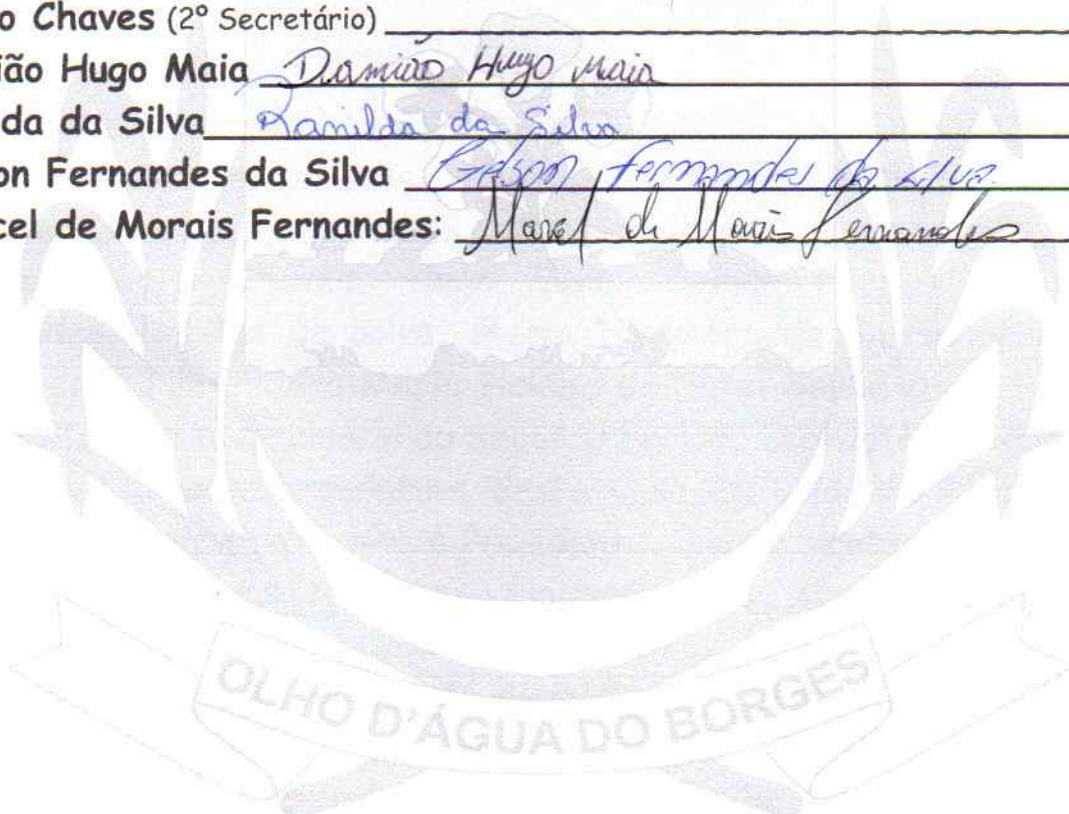 o Chaves (2º Secretário)
ião Hugo Maia Damião Hugo Maia
da da Silva Ranilda da Silva
on Fernandes da Silva Gelson Fernandes da Silva
cel de Morais Fernandes: Marcel de Morais Fernandes
OLHO D'ÁGUA DO BORGES